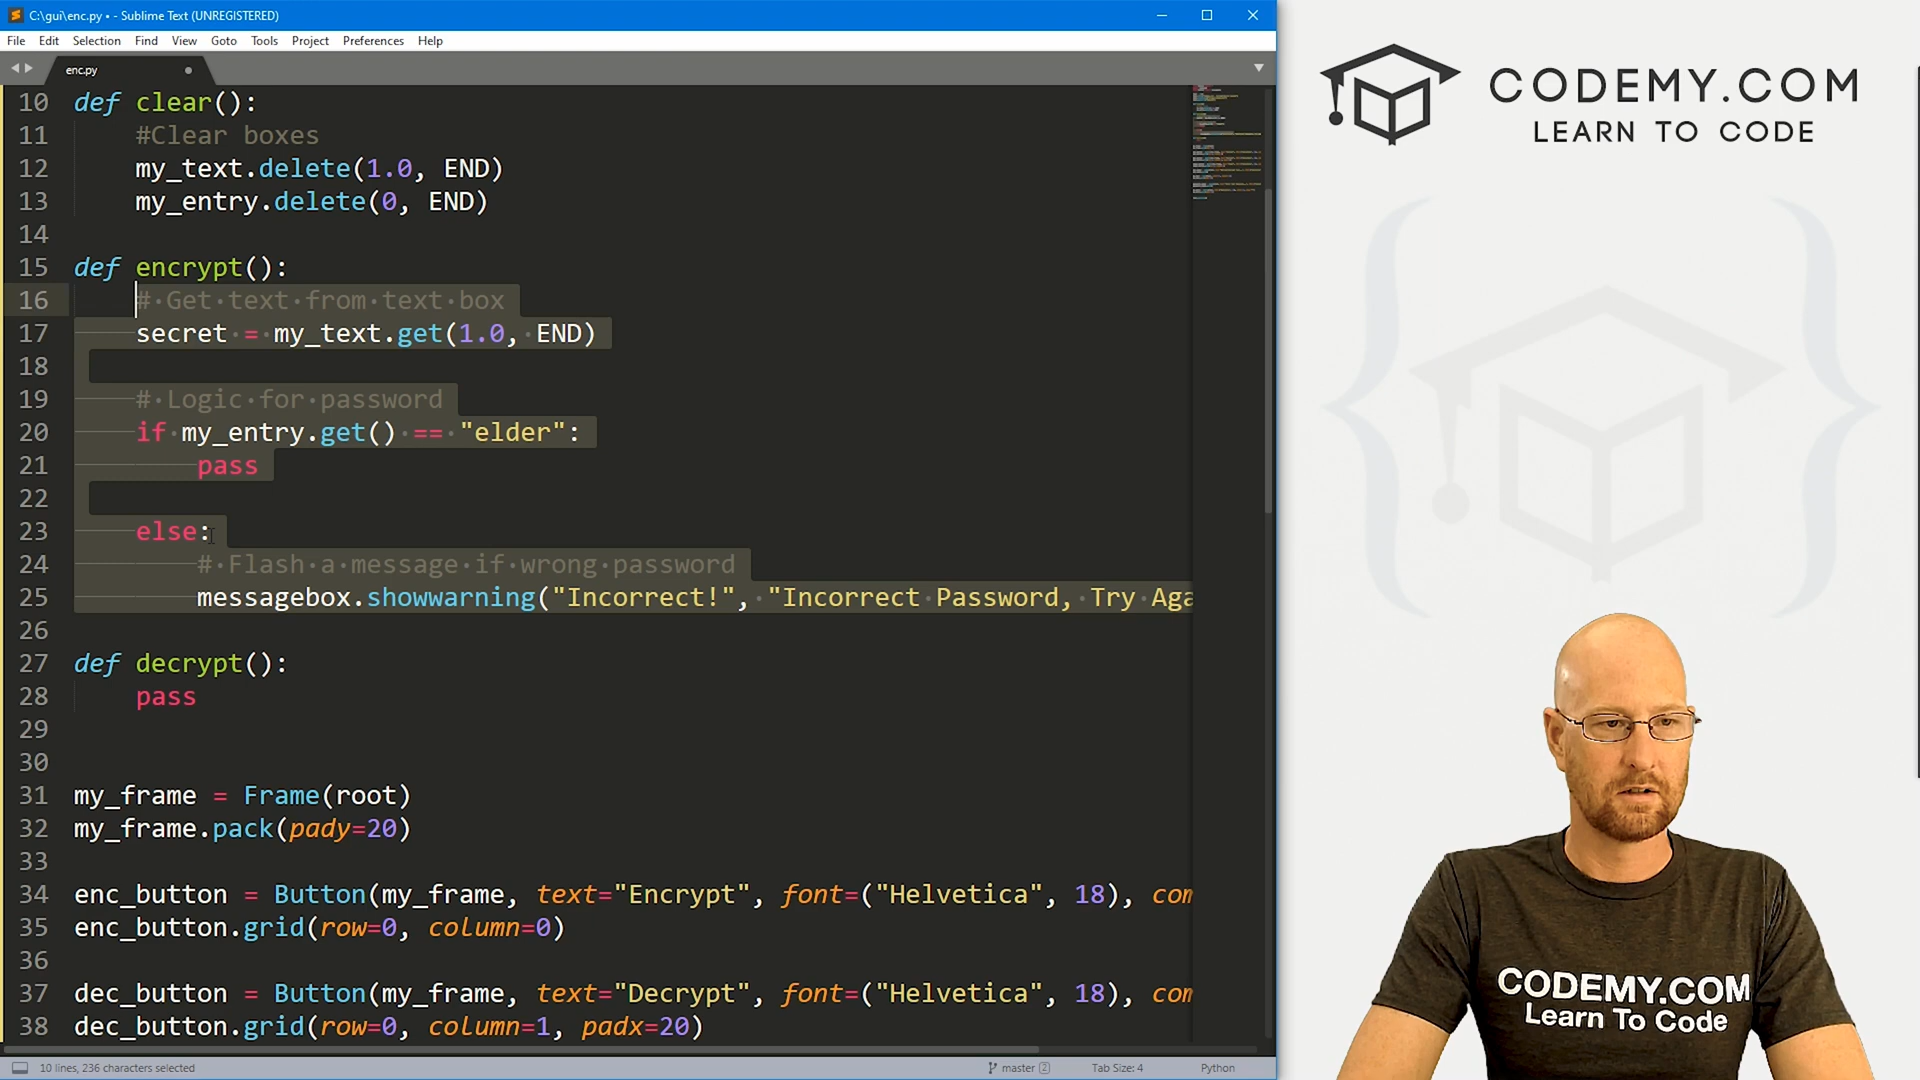 C:\gui\enc.py • - Sublime Text (UNREGISTERED)
File Edit Selection Find View Goto Tools Project Preferences Help
enc.py
10 def clear():
11 #Clear boxes
12 my_text.delete(1.0, END)
13 my_entry.delete(0, END)
14
15 def encrypt():
16 # Get text from text box
17 secret = my_text.get(1.0, END)
18
19 # Logic for password
20 if my_entry.get() == "elder":
21 pass
22
23 else:
24 # Flash a message if wrong password
25 messagebox.showwarning("Incorrect!", "Incorrect Password, Try Aga
26
27 def decrypt():
28 pass
29
30
31 my_frame = Frame(root)
32 my_frame.pack(pady=20)
33
34 enc_button = Button(my_frame, text="Encrypt", font=("Helvetica", 18), com
35 enc_button.grid(row=0, column=0)
36
37 dec_button = Button(my_frame, text="Decrypt", font=("Helvetica", 18), com
38 dec_button.grid(row=0, column=1, padx=20)
10 lines, 236 characters selected
master 2
Tab Size: 4
Python
CODEMY.COM
LEARN TO CODE
CODEMY.COM
Learn To Code